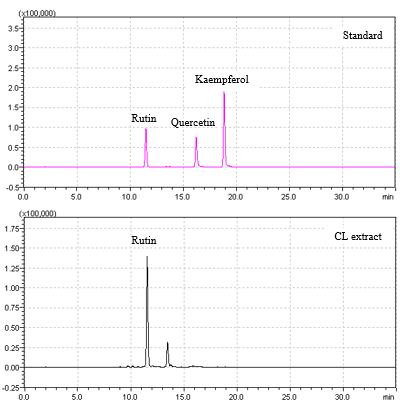 (x100,000)
3.5
3.0
2.5
2.0
1.5
1.0
0.5
0.0
-0.5
Standard
Kaempferol
Rutin
Quercetin
0.0 5.0 10.0 15.0 20.0 25.0 30.0 min
(x100,000)
1.75
1.50
1.25
1.00
0.75
0.50
0.25
0.00
-0.25
CL extract
Rutin
0.0 5.0 10.0 15.0 20.0 25.0 30.0 min